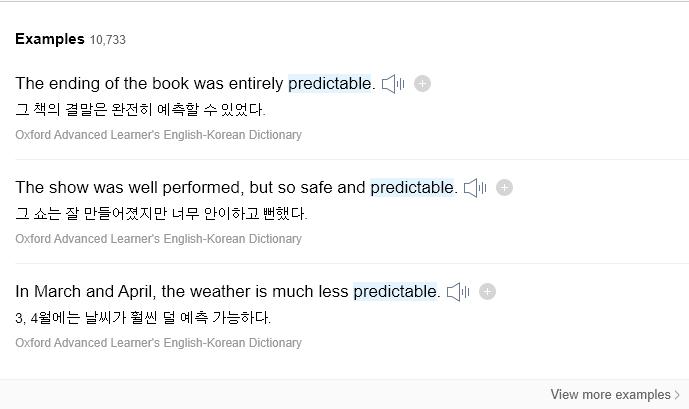 Examples 10,733
The ending of the book was entirely predictable.
그 책의 결말은 완전히 예측할 수 있었다.
Oxford Advanced Learner's English-Korean Dictionary
The show was well performed, but so safe and predictable.
그 쇼는 잘 만들어졌지만 너무 안이하고 뻔했다.
Oxford Advanced Learner's English-Korean Dictionary
In March and April, the weather is much less predictable.
3, 4월에는 날씨가 훨씬 덜 예측 가능하다.
Oxford Advanced Learner's English-Korean Dictionary
View more examples